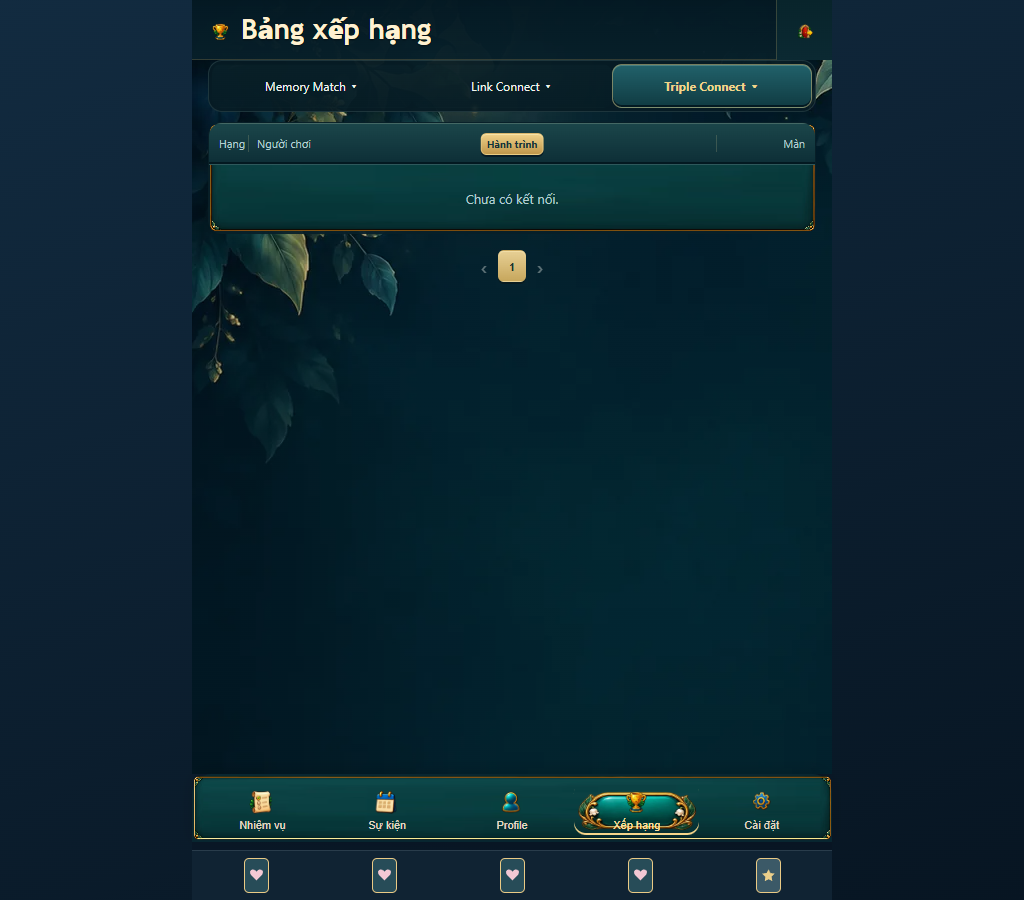 Bảng xếp hạng
Memory Match Link Connect Triple Connect
Hạng Người chơi Hành trình Màn
Chưa có kết nối.
‹ 1 ›
Nhiệm vụ Sự kiện Profile Xếp hạng Cài đặt